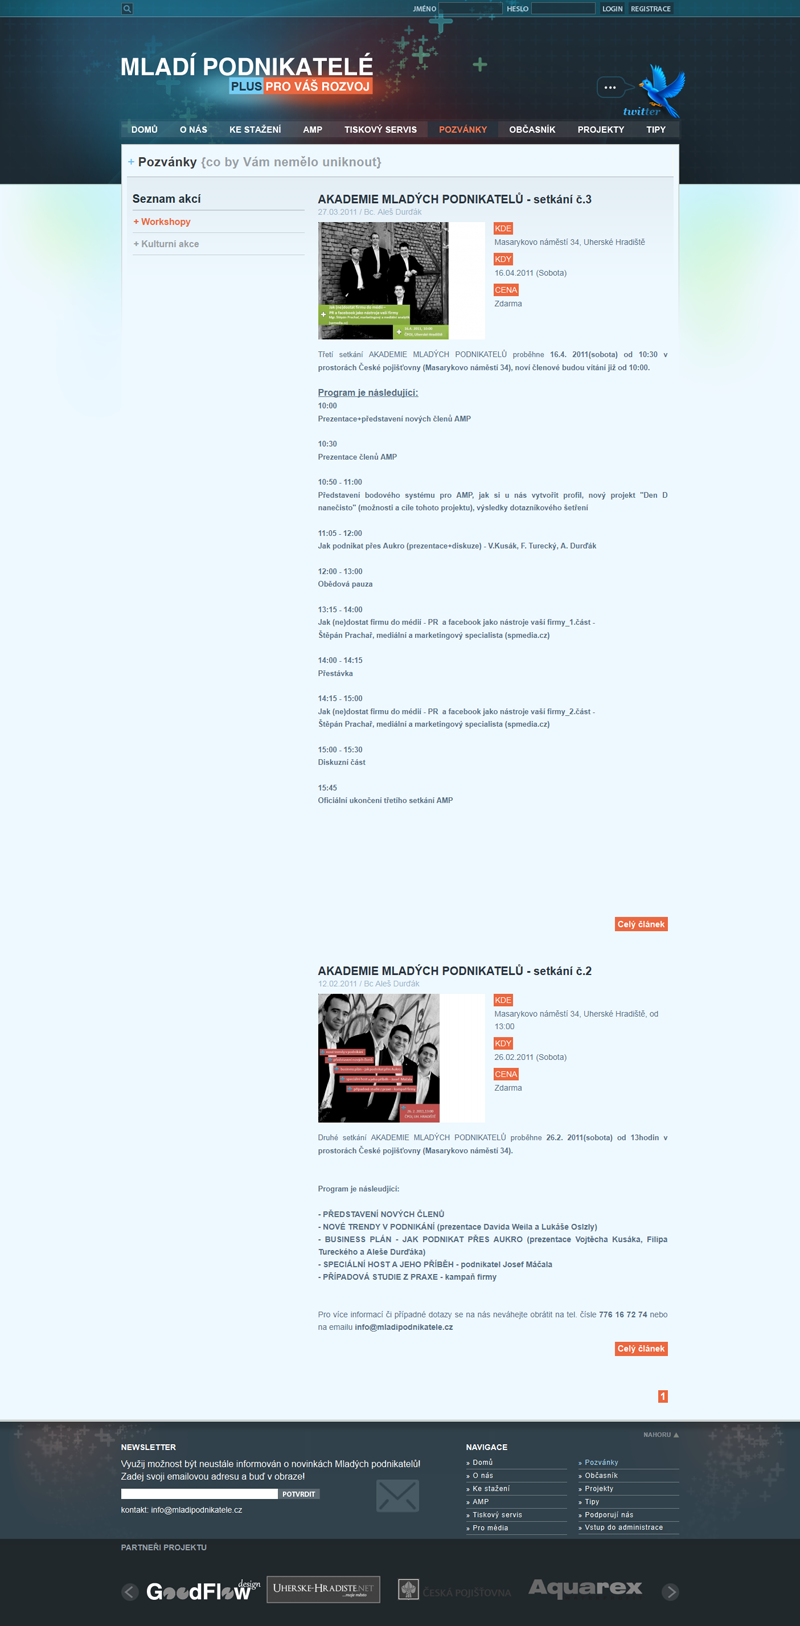 JMÉNO HESLO LOGIN REGISTRACE
MLADÍ PODNIKATELÉ
PLUS PRO VÁŠ ROZVOJ
...
twitter
DOMŮ O NÁS KE STAŽENÍ AMP TISKOVÝ SERVIS POZVÁNKY OBČASNÍK PROJEKTY TIPY
+ Pozvánky {co by Vám nemělo uniknout}
Seznam akcí
+ Workshopy
+ Kulturní akce
AKADEMIE MLADÝCH PODNIKATELŮ - setkání č.3
27.03.2011 / Bc. Aleš Durďák
KDE
Masarykovo náměstí 34, Uherské Hradiště
KDY
16.04.2011 (Sobota)
CENA
Zdarma
Třetí setkání AKADEMIE MLADÝCH PODNIKATELŮ proběhne 16.4. 2011(sobota) od 10:30 v
prostorách České pojišťovny (Masarykovo náměstí 34), noví členové budou vítáni již od 10:00.
Program je následující:
10:00
Prezentace+představení nových členů AMP
10:30
Prezentace členů AMP
10:50 - 11:00
Představení bodového systému pro AMP, jak si u nás vytvořit profil, nový projekt "Den D
nanečisto" (možnosti a cíle tohoto projektu), výsledky dotazníkového šetření
11:05 - 12:00
Jak podnikat přes Aukro (prezentace+diskuze) - V.Kusák, F. Turecký, A. Durďák
12:00 - 13:00
Obědová pauza
13:15 - 14:00
Jak (ne)dostat firmu do médií - PR a facebook jako nástroje vaší firmy_1.část -
Štěpán Prachař, mediální a marketingový specialista (spmedia.cz)
14:00 - 14:15
Přestávka
14:15 - 15:00
Jak (ne)dostat firmu do médií - PR a facebook jako nástroje vaší firmy_2.část -
Štěpán Prachař, mediální a marketingový specialista (spmedia.cz)
15:00 - 15:30
Diskuzní část
15:45
Oficiální ukončení třetího setkání AMP
Celý článek
AKADEMIE MLADÝCH PODNIKATELŮ - setkání č.2
12.02.2011 / Bc Aleš Durďák
KDE
Masarykovo náměstí 34, Uherské Hradiště, od
13:00
KDY
26.02.2011 (Sobota)
CENA
Zdarma
Druhé setkání AKADEMIE MLADÝCH PODNIKATELŮ proběhne 26.2. 2011(sobota) od 13hodin v
prostorách České pojišťovny (Masarykovo náměstí 34).
Program je násleudjící:
- PŘEDSTAVENÍ NOVÝCH ČLENŮ
- NOVÉ TRENDY V PODNIKÁNÍ (prezentace Davida Weila a Lukáše Oslzly)
- BUSINESS PLÁN - JAK PODNIKAT PŘES AUKRO (prezentace Vojtěcha Kusáka, Filipa
Tureckého a Aleše Durďáka)
- SPECIÁLNÍ HOST A JEHO PŘÍBĚH - podnikatel Josef Máčala
- PŘÍPADOVÁ STUDIE Z PRAXE - kampaň firmy
Pro více informací či případné dotazy se na nás neváhejte obrátit na tel. čísle 776 16 72 74 nebo
na emailu info@mladipodnikatele.cz
Celý článek
1
NAHORU
NEWSLETTER
Využij možnost být neustále informován o novinkách Mladých podnikatelů!
Zadej svoji emailovou adresu a buď v obraze!
POTVRDIT
kontakt: info@mladipodnikatele.cz
NAVIGACE
» Domů
» O nás
» Ke stažení
» AMP
» Tiskový servis
» Pro média
» Pozvánky
» Občasník
» Projekty
» Tipy
» Podporují nás
» Vstup do administrace
PARTNEŘI PROJEKTU
GoodFlow design
UHERSKE-HRADISTE.NET
ČESKÁ POJIŠŤOVNA
Aquarex